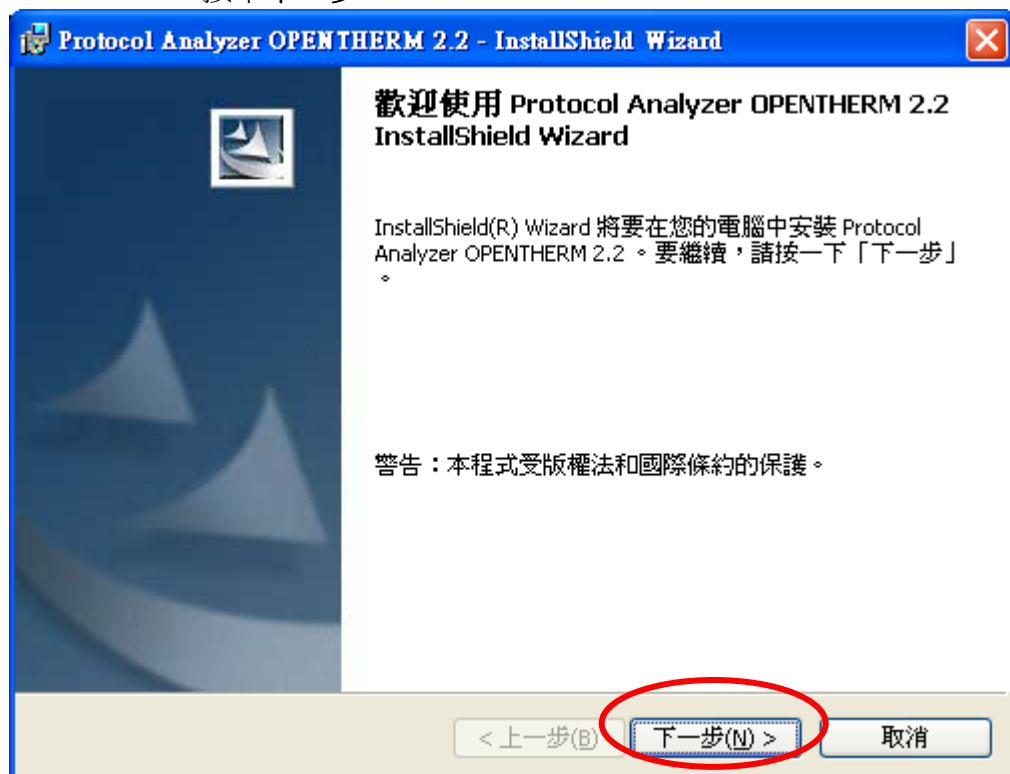 Protocol Analyzer OPENTHERM 2.2 - InstallShield Wizard
歡迎使用 Protocol Analyzer OPENTHERM 2.2
InstallShield Wizard
InstallShield(R) Wizard 將要在您的電腦中安裝 Protocol
Analyzer OPENTHERM 2.2 。要繼續，請按一下「下一步」
。
警告：本程式受版權法和國際條約的保護。
< 上一步(B)
下一步(N) >
取消